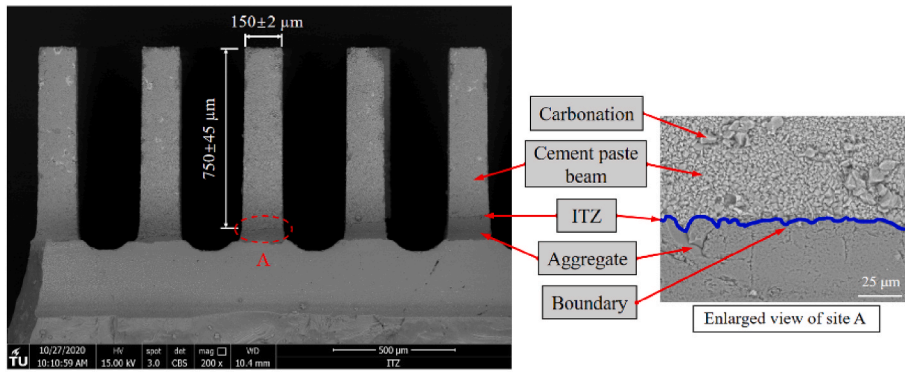 150±2 µm
750±45 µm
A
Carbonation
Cement paste
beam
ITZ
Aggregate
Boundary
25 µm
Enlarged view of site A
TU
10/27/2020 HV spot det mag WD 500 µm
10:10:59 AM 15.00 kV 3.0 CBS 200 x 10.4 mm ITZ